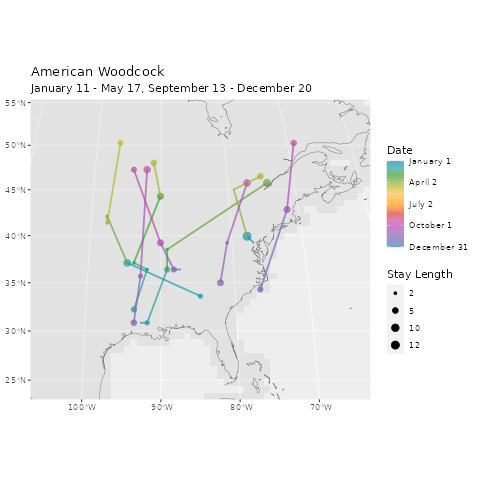 American Woodcock
January 11 - May 17, September 13 - December 20
55°N
50°N
45°N
40°N
35°N
30°N
25°N
100°W
90°W
80°W
70°W
Date
January 1
April 2
July 2
October 1
December 31
Stay Length
2
5
10
12